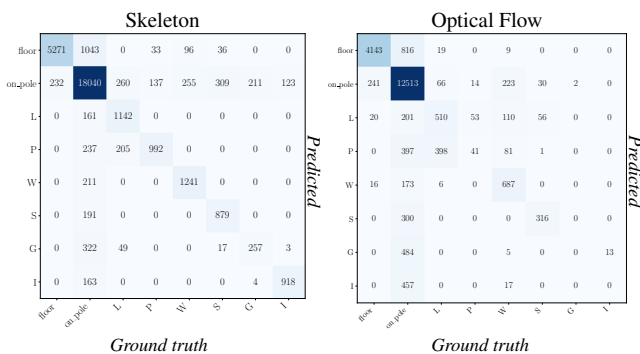 Skeleton
floor 5271 1043 0 33 96 36 0 0
on_pole 232 18040 260 137 255 309 211 123
L 0 161 1142 0 0 0 0 0
P 0 237 205 992 0 0 0 0
W 0 211 0 0 1241 0 0 0
S 0 191 0 0 0 879 0 0
G 0 322 49 0 0 17 257 3
I 0 163 0 0 0 0 4 918
floor on_pole L P W S G I
Ground truth
Predicted
Optical Flow
floor 4143 816 19 0 9 0 0 0
on_pole 241 12513 66 14 223 30 2 0
L 20 201 510 53 110 56 0 0
P 0 397 398 41 81 1 0 0
W 16 173 6 0 687 0 0 0
S 0 300 0 0 0 316 0 0
G 0 484 0 0 5 0 0 13
I 0 457 0 0 17 0 0 0
floor on_pole L P W S G I
Ground truth
Predicted